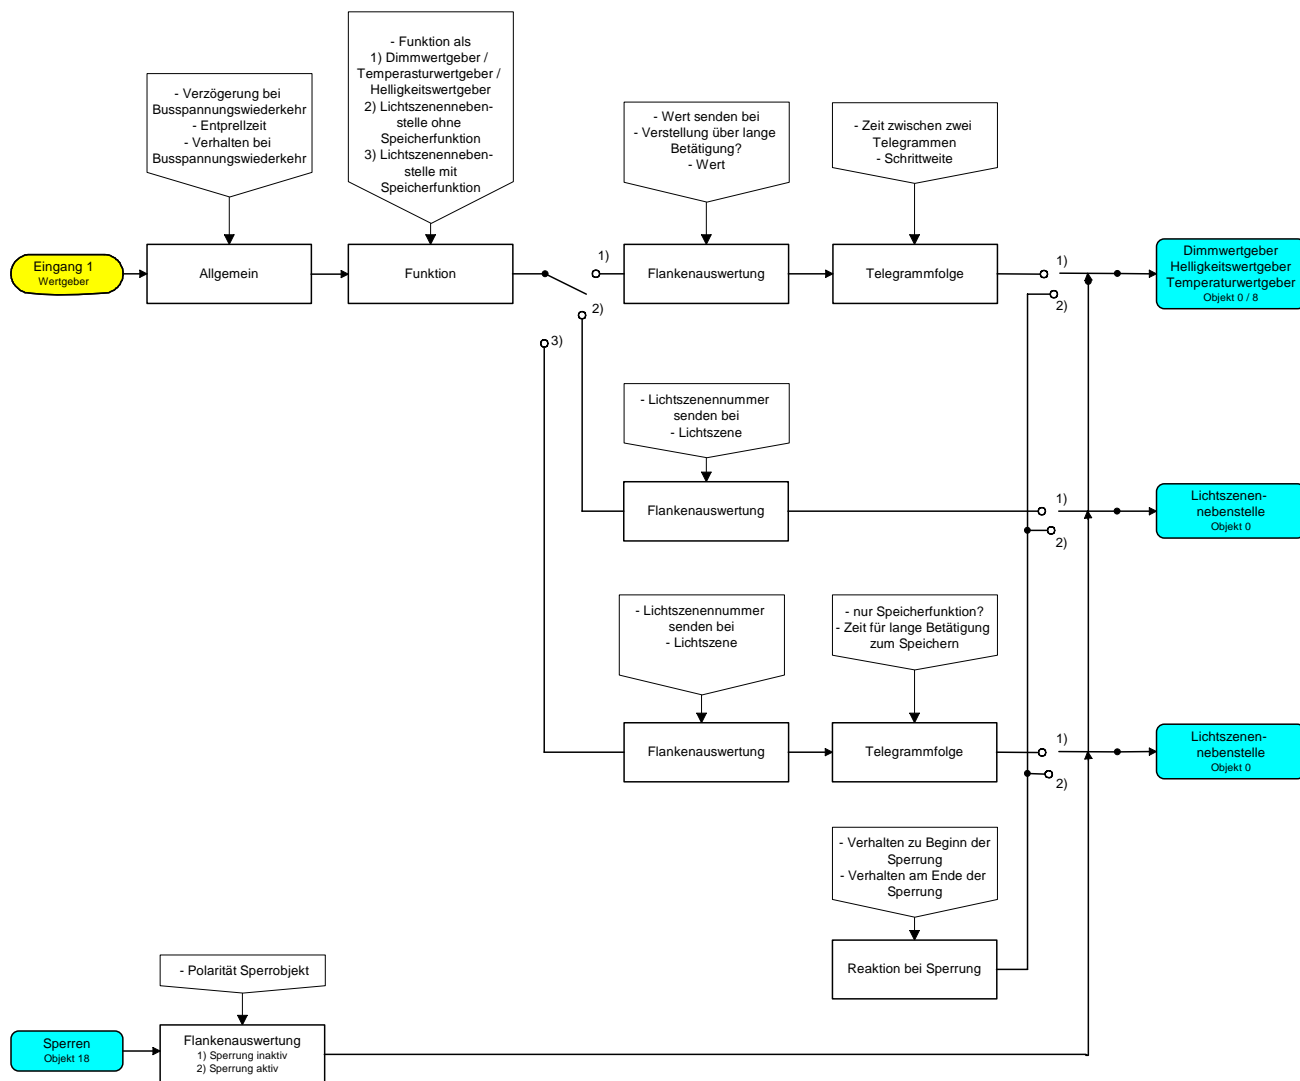 - Funktion als
1) Dimmwertgeber /
Temperasturwertgeber /
Helligkeitswertgeber
2) Lichtszenenneben-
stelle ohne
Speicherfunktion
3) Lichtszenenneben-
stelle mit
Speicherfunktion
- Verzögerung bei
Busspannungswiederkehr
- Entprellzeit
- Verhalten bei
Busspannungswiederkehr
- Wert senden bei
- Verstellung über lange
Betätigung?
- Wert
- Zeit zwischen zwei
Telegrammen
- Schrittweite
Eingang 1
Wertgeber
Allgemein
Funktion
1)
2)
3)
Flankenauswertung
Telegrammfolge
1)
2)
Dimmwertgeber
Helligkeitswertgeber
Temperaturwertgeber
Objekt 0 / 8
- Lichtszenennummer
senden bei
- Lichtszene
Flankenauswertung
1)
2)
Lichtszenen-
nebenstelle
Objekt 0
- Lichtszenennummer
senden bei
- Lichtszene
- nur Speicherfunktion?
- Zeit für lange Betätigung
zum Speichern
Flankenauswertung
Telegrammfolge
1)
2)
Lichtszenen-
nebenstelle
Objekt 0
- Verhalten zu Beginn der
Sperrung
- Verhalten am Ende der
Sperrung
Reaktion bei Sperrung
- Polarität Sperrobjekt
Sperren
Objekt 18
Flankenauswertung
1) Sperrung inaktiv
2) Sperrung aktiv